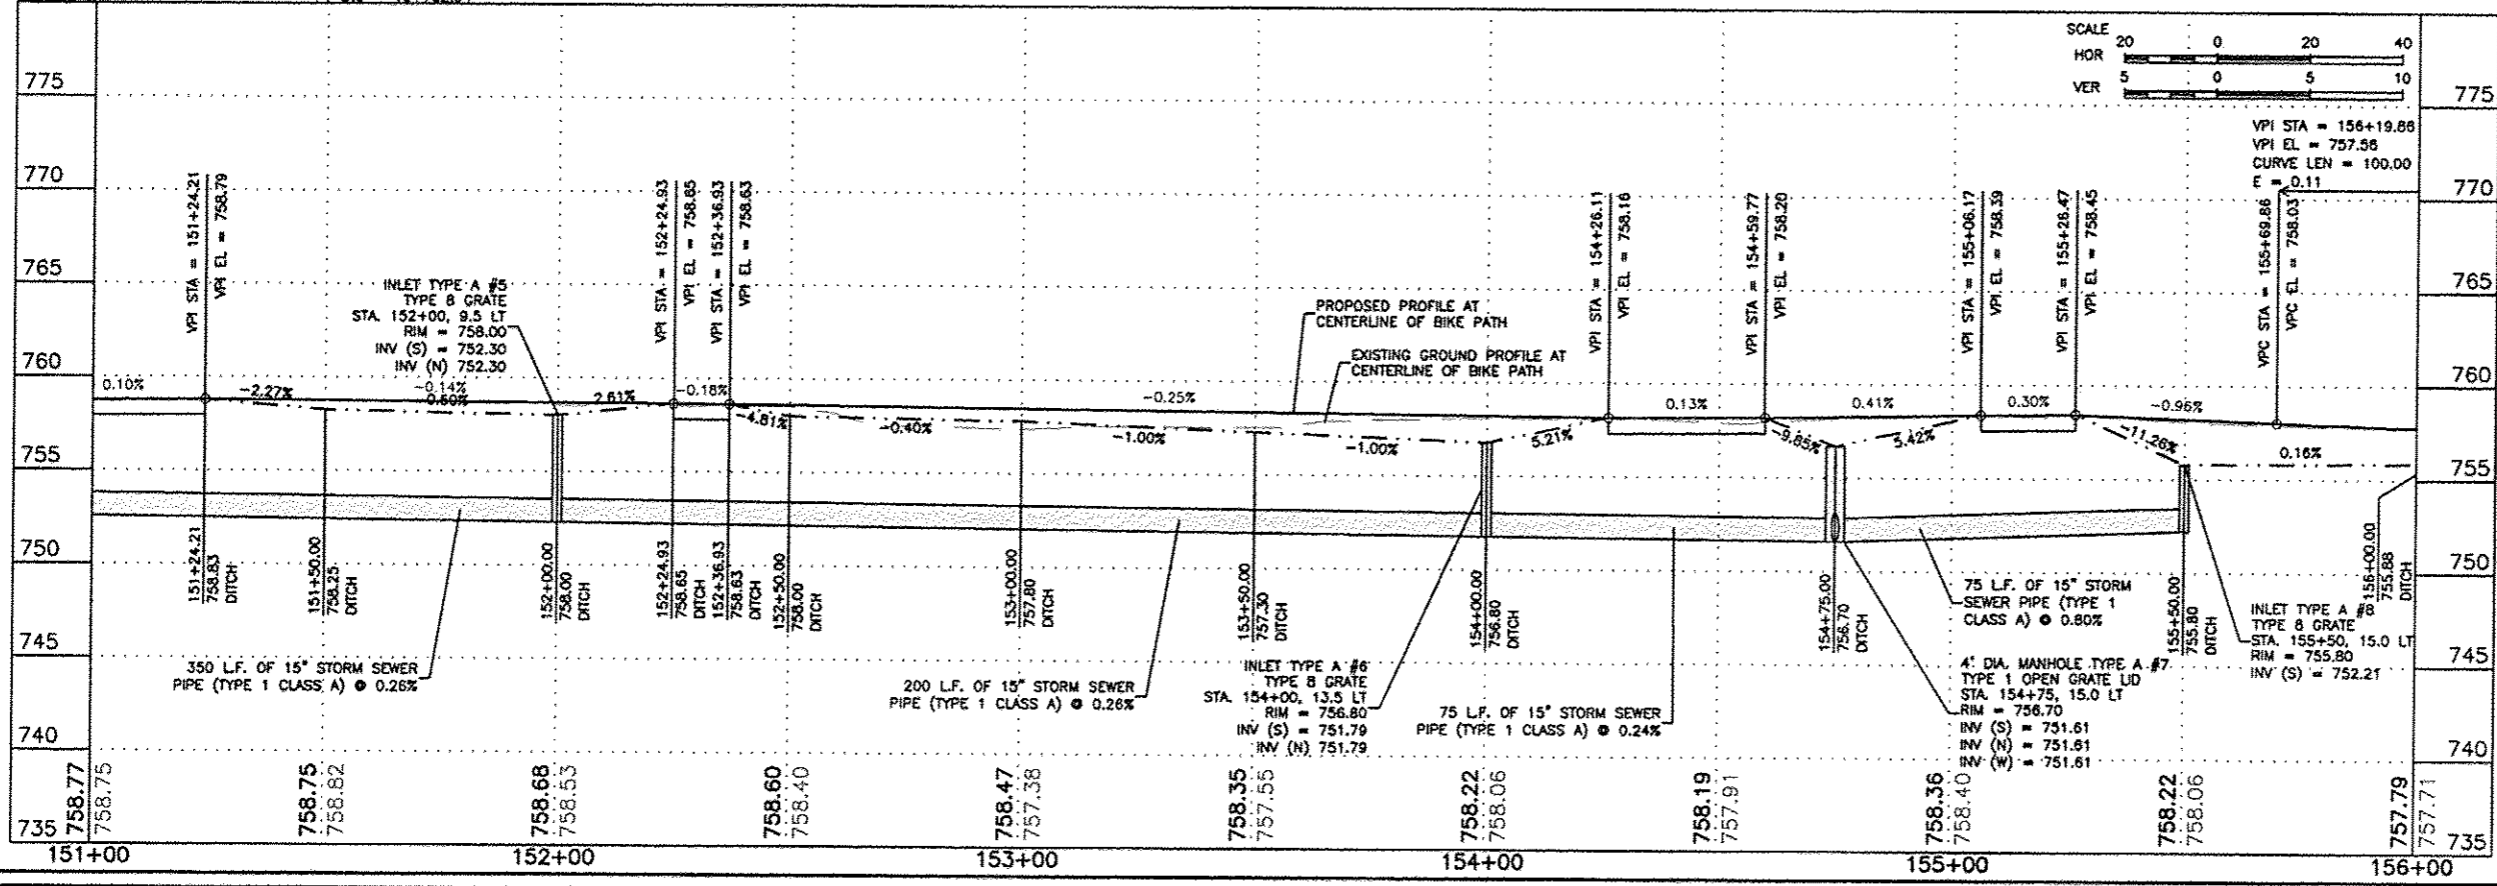 SCALE
HOR 20 0 20 40
VER 5 0 5 10
775
770
765
760
755
750
745
740
735
775
770
765
760
755
750
745
740
735
VPI STA = 151+24.21
VPI EL = 758.79
INLET TYPE A #5
TYPE 8 GRATE
STA. 152+00, 9.5 LT
RIM = 758.00
INV (S) = 752.30
INV (N) 752.30
VPI STA = 152+24.93
VPI EL = 758.65
VPI STA = 152+36.93
VPI EL = 758.63
PROPOSED PROFILE AT
CENTERLINE OF BIKE PATH
EXISTING GROUND PROFILE AT
CENTERLINE OF BIKE PATH
VPI STA = 154+26.11
VPI EL = 758.16
VPI STA = 154+59.77
VPI EL = 758.20
VPI STA = 155+06.17
VPI EL = 758.39
VPI STA = 155+26.47
VPI EL = 758.45
VPC STA = 155+69.86
VPC EL = 758.03
VPI STA = 156+19.86
VPI EL = 757.56
CURVE LEN = 100.00
E = 0.11
0.10%
-2.27%
-0.14%
-0.50%
2.61%
-0.18%
-4.81%
-0.40%
-0.25%
-1.00%
-1.00%
5.21%
0.13%
-9.85%
0.41%
5.42%
0.30%
-0.96%
-11.26%
0.16%
151+24.21
758.83
DITCH
151+50.00
758.25
DITCH
152+00.00
758.00
DITCH
152+24.93
758.65
DITCH
152+36.93
758.63
DITCH
152+50.00
758.00
DITCH
153+00.00
757.80
DITCH
153+50.00
757.30
DITCH
154+00.00
756.80
DITCH
154+75.00
756.70
DITCH
155+50.00
755.80
DITCH
156+00.00
755.88
DITCH
350 L.F. OF 15" STORM SEWER
PIPE (TYPE 1 CLASS A) @ 0.26%
200 L.F. OF 15" STORM SEWER
PIPE (TYPE 1 CLASS A) @ 0.26%
INLET TYPE A #6
TYPE 8 GRATE
STA. 154+00, 13.5 LT
RIM = 756.80
INV (S) = 751.79
INV (N) 751.79
75 L.F. OF 15" STORM SEWER
PIPE (TYPE 1 CLASS A) @ 0.24%
75 L.F. OF 15" STORM
SEWER PIPE (TYPE 1
CLASS A) @ 0.80%
4' DIA. MANHOLE TYPE A #7
TYPE 1 OPEN GRATE LID
STA. 154+75, 15.0 LT
RIM = 756.70
INV (S) = 751.61
INV (N) = 751.61
INV (W) = 751.61
INLET TYPE A #8
TYPE 8 GRATE
STA. 155+50, 15.0 LT
RIM = 755.80
INV (S) = 752.21
758.77
758.75
758.75
758.82
758.68
758.53
758.60
758.40
758.47
757.38
758.35
757.55
758.22
758.06
758.19
757.91
758.36
758.40
758.22
758.06
757.79
757.71
151+00
152+00
153+00
154+00
155+00
156+00